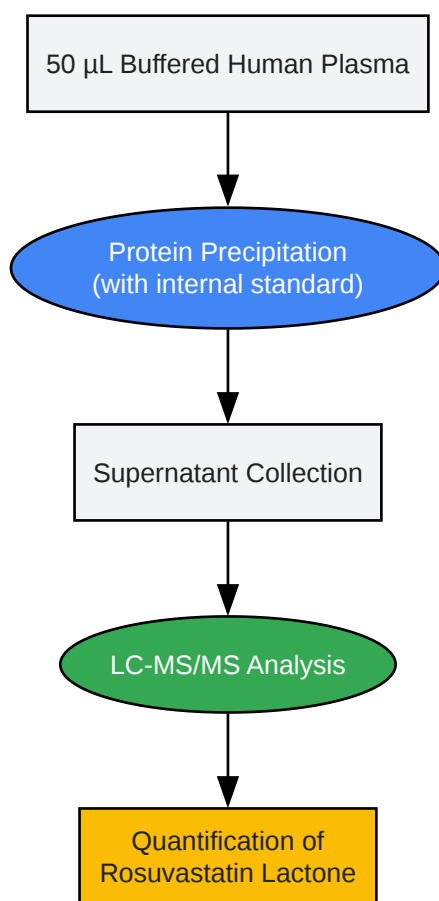 50 µL Buffered Human Plasma
Protein Precipitation
(with internal standard)
Supernatant Collection
LC-MS/MS Analysis
Quantification of
Rosuvastatin Lactone